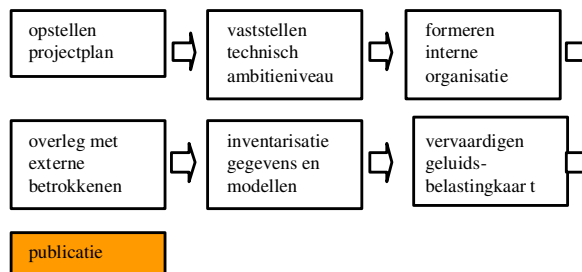 opstellen
projectplan
vaststellen
technisch
ambitieniveau
formeren
interne
organisatie
overleg met
externe
betrokkenen
inventarisatie
gegevens en
modellen
vervaardigen
geluids-
belastingkaar t
publicatie